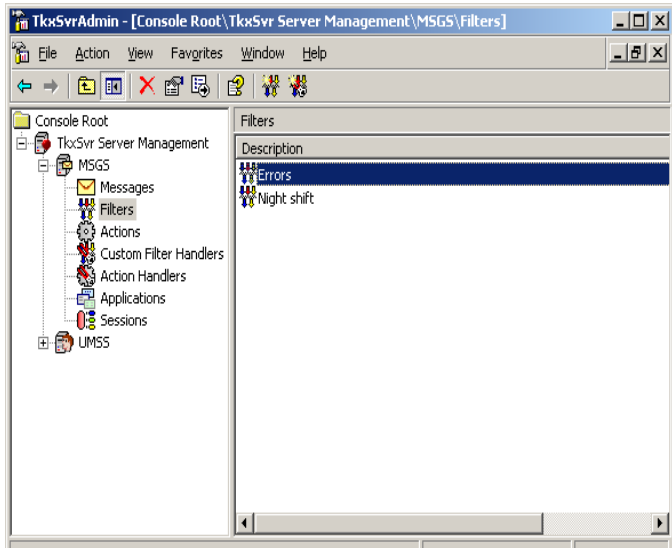 TkxSvrAdmin - [Console Root\TkxSvr Server Management\MSGS\Filters]
File Action View Favorites Window Help
Console Root
TkxSvr Server Management
MSGS
Messages
Filters
Actions
Custom Filter Handlers
Action Handlers
Applications
Sessions
UMSS
Filters
Description
Errors
Night shift